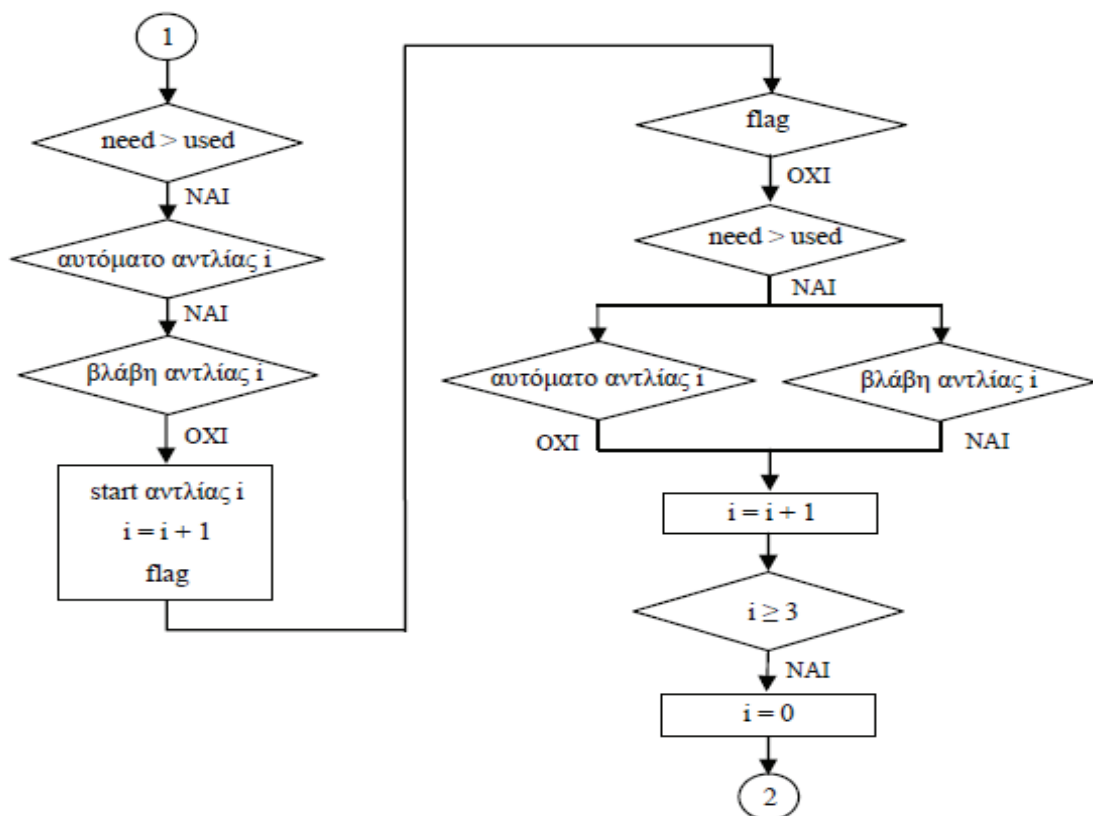 1
need > used
ΝΑΙ
αυτόματο αντλίας i
ΝΑΙ
βλάβη αντλίας i
ΟΧΙ
start αντλίας i
i = i + 1
flag
flag
ΟΧΙ
need > used
ΝΑΙ
αυτόματο αντλίας i
βλάβη αντλίας i
ΟΧΙ
ΝΑΙ
i = i + 1
i ≥ 3
ΝΑΙ
i = 0
2